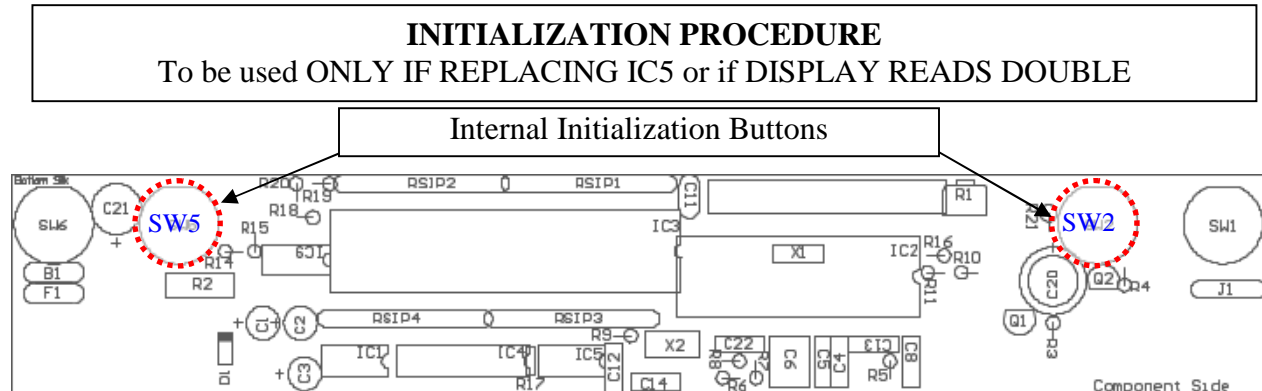 INITIALIZATION PROCEDURE
To be used ONLY IF REPLACING IC5 or if DISPLAY READS DOUBLE
Internal Initialization Buttons
Bottom Silk
R20
RSIP2
RSIP1
C11
R1
R19
SW6
C21
SW5
R18
R15
IC3
R21
SW2
SW1
+
IC9
X1
IC2
R16
R10
R14
B1
R2
R11
C20
Q2
R4
F1
J1
+
C1
C2
RSIP4
RSIP3
Q1
R9
X2
C22
C13
R3
D1
IC1
IC4
IC5
C12
R8
R7
C6
C5
C4
C8
+
C3
R17
C14
R6
R5
Component Side